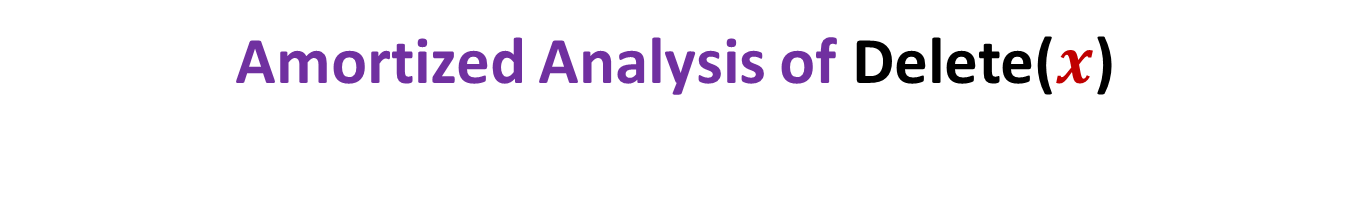 Amortized Analysis of Delete(𝒙)